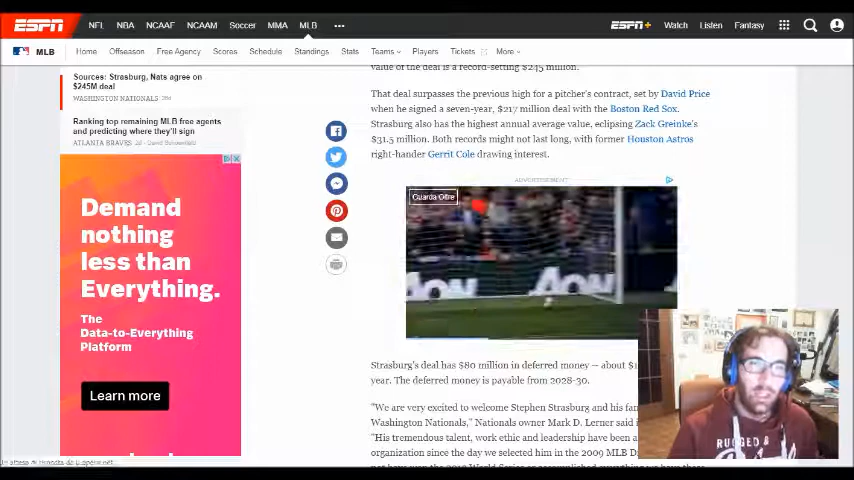 ESPN
NFL NBA NCAAF NCAAM Soccer MMA MLB
ESPN+ Watch Listen Fantasy
MLB Home Offseason Free Agency Scores Schedule Standings Stats Teams Players Tickets More
value of the deal is a record-setting $245 million.
Sources: Strasburg, Nats agree on
$245M deal
WASHINGTON NATIONALS
Ranking top remaining MLB free agents
and predicting where they'll sign
ATLANTA BRAVES
Demand
nothing
less than
Everything.
The
Data-to-Everything
Platform
Learn more
That deal surpasses the previous high for a pitcher's contract, set by David Price
when he signed a seven-year, $217 million deal with the Boston Red Sox.
Strasburg also has the highest annual average value, eclipsing Zack Greinke's
$31.5 million. Both records might not last long, with former Houston Astros
right-hander Gerrit Cole drawing interest.
ADVERTISEMENT
Guarda Oltre
AON AON
Strasburg's deal has $80 million in deferred money -- about
year. The deferred money is payable from 2028-30.
"We are very excited to welcome Stephen Strasburg and his
Washington Nationals," Nationals owner Mark D. Lerner said
"His tremendous talent, work ethic and leadership have been a
organization since the day we selected him in the 2009 MLB
RUGGED &